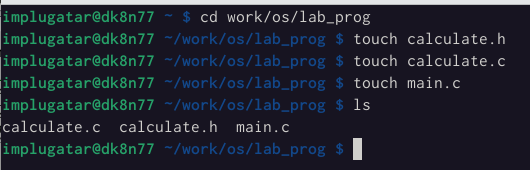 implugatar@dk8n77 ~ $ cd work/os/lab_prog
implugatar@dk8n77 ~/work/os/lab_prog $ touch calculate.h
implugatar@dk8n77 ~/work/os/lab_prog $ touch calculate.c
implugatar@dk8n77 ~/work/os/lab_prog $ touch main.c
implugatar@dk8n77 ~/work/os/lab_prog $ ls
calculate.c  calculate.h  main.c
implugatar@dk8n77 ~/work/os/lab_prog $